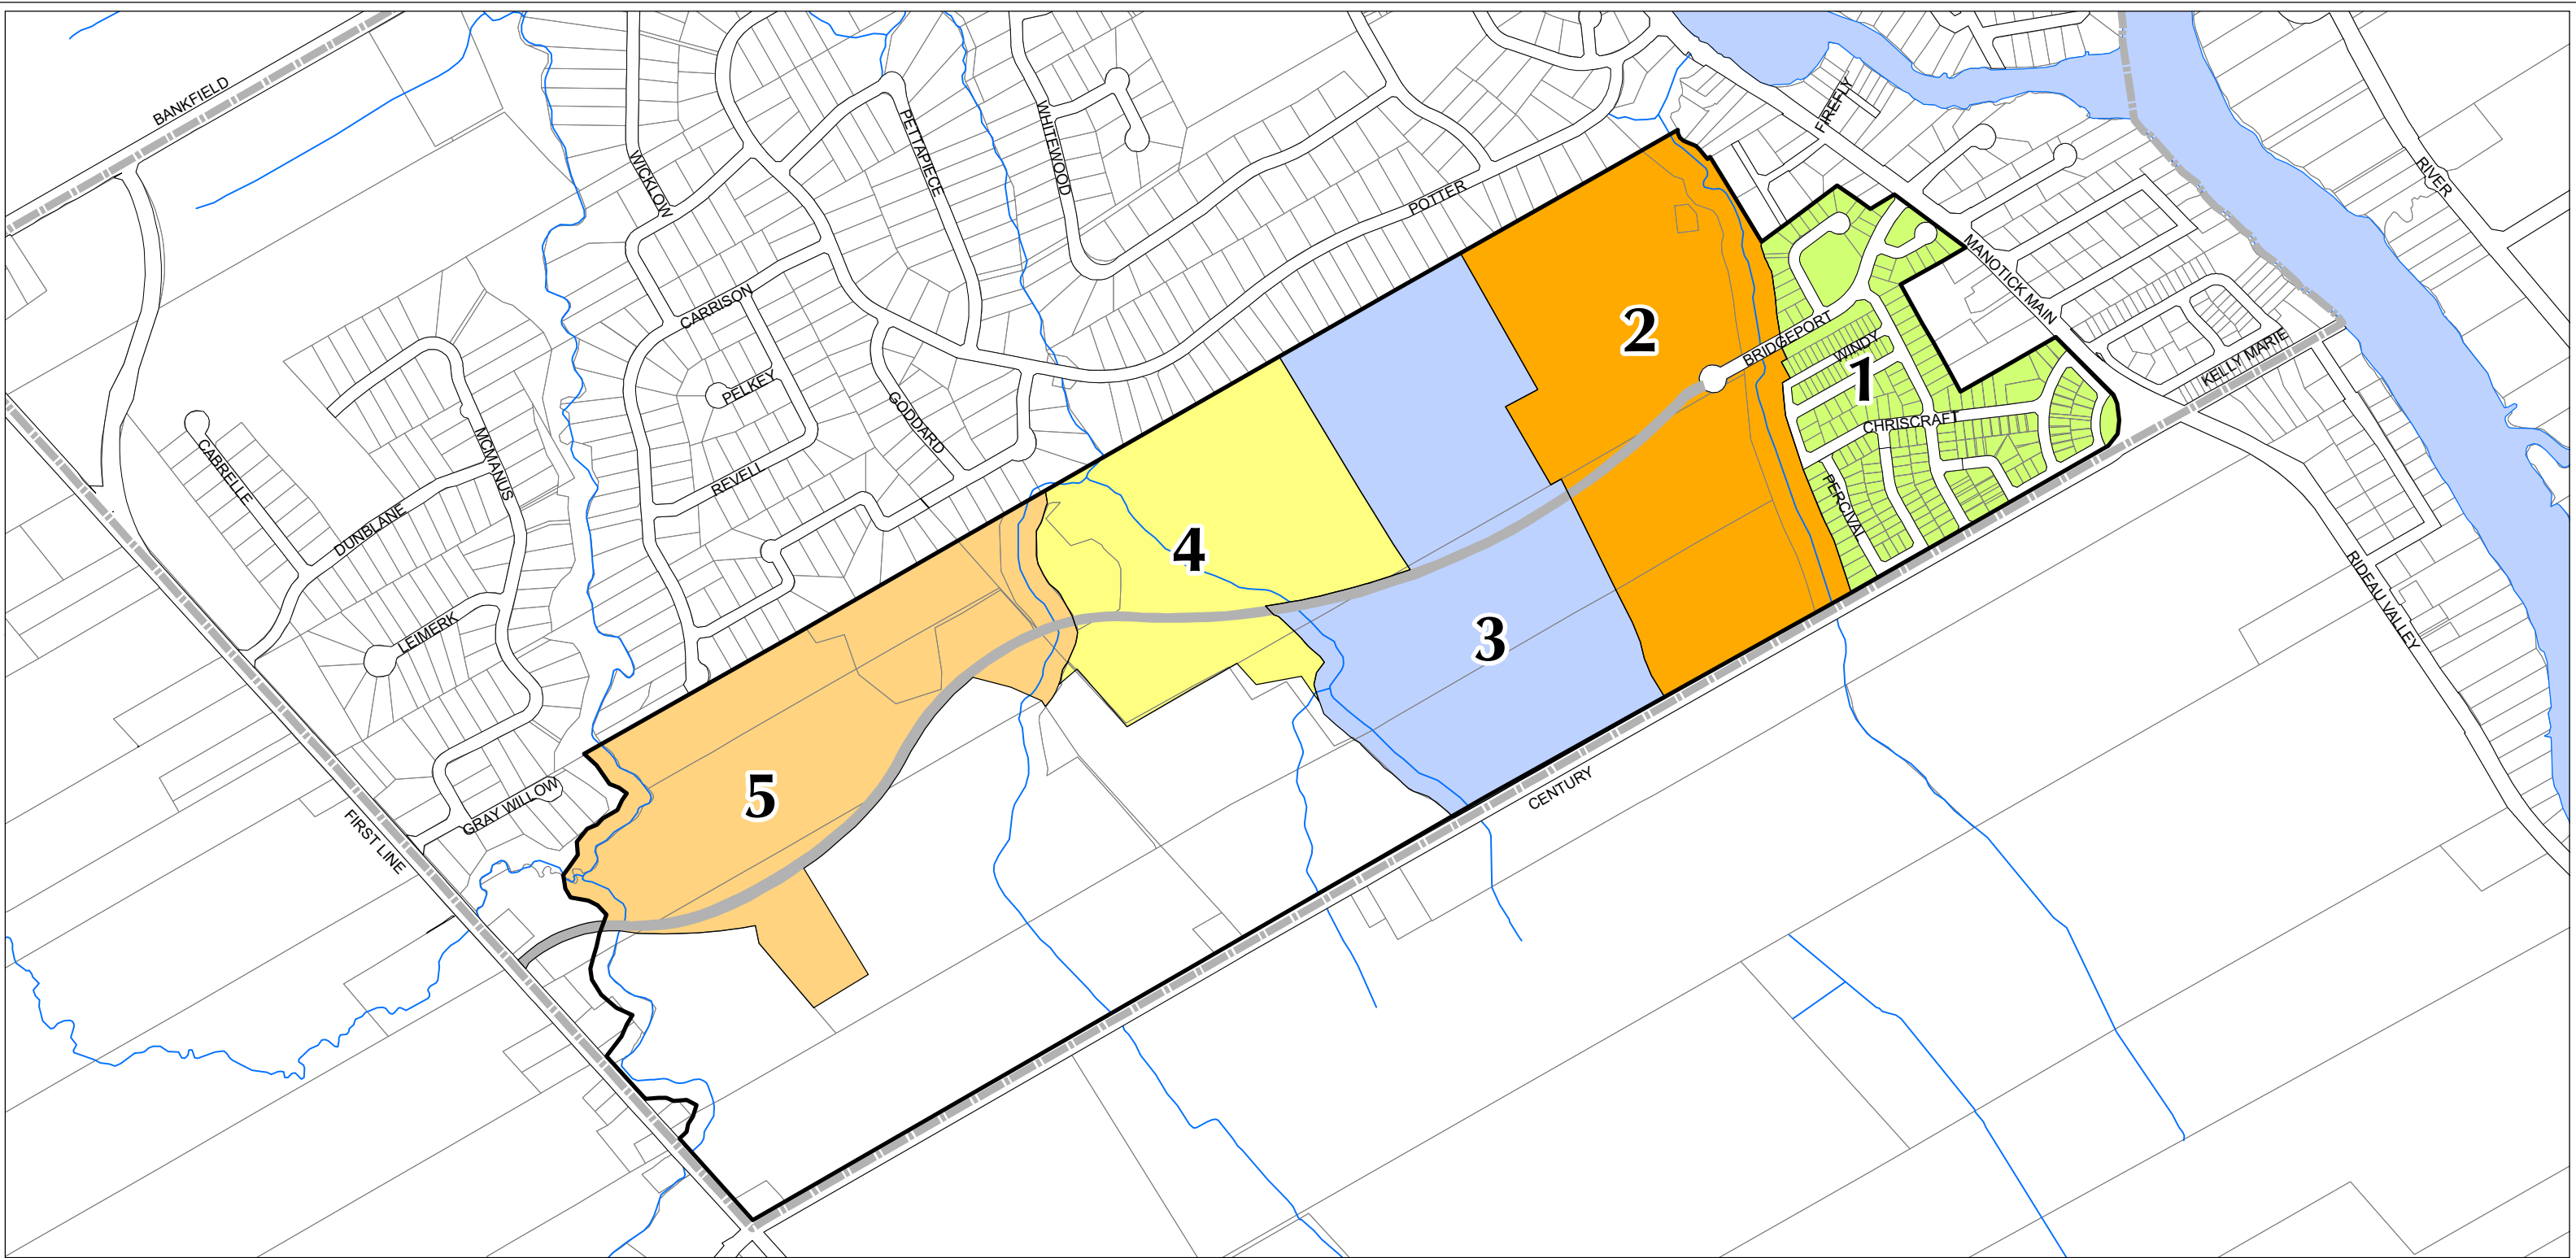 BANKFIELD
FIREFLY
PETTAPIECE
WHITEWOOD
WICKLOW
RIVER
POTTER
MANOTICK MAIN
CARRISON
2
BRIDGEPORT
WINDY
1
KELLY MARIE
PELKEY
GODDARD
CHRISCRAFT
CABRELLE
MCMANUS
REVELL
PERCIVAL
DUNBLANE
4
RIDEAU VALLEY
LEIMERK
3
5
CENTURY
GRAY WILLOW
FIRST LINE